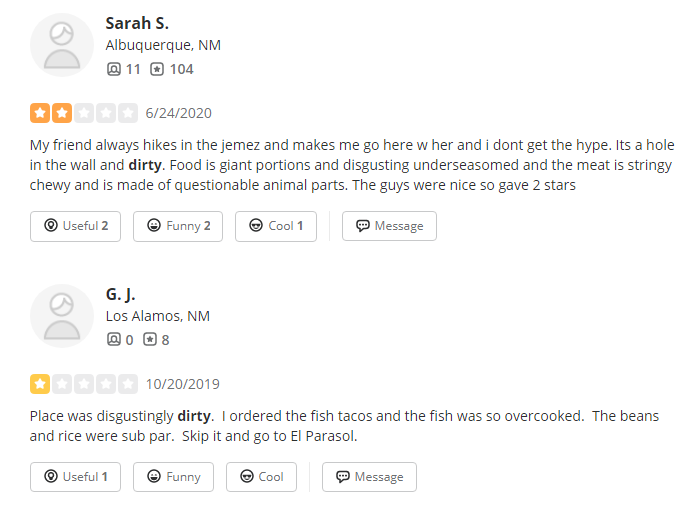 Sarah S.
Albuquerque, NM
11 104
6/24/2020
My friend always hikes in the jemez and makes me go here w her and i dont get the hype. Its a hole
in the wall and dirty. Food is giant portions and disgusting underseasomed and the meat is stringy
chewy and is made of questionable animal parts. The guys were nice so gave 2 stars
Useful 2 Funny 2 Cool 1 Message
G. J.
Los Alamos, NM
0 8
10/20/2019
Place was disgustingly dirty. I ordered the fish tacos and the fish was so overcooked. The beans
and rice were sub par. Skip it and go to El Parasol.
Useful 1 Funny Cool Message